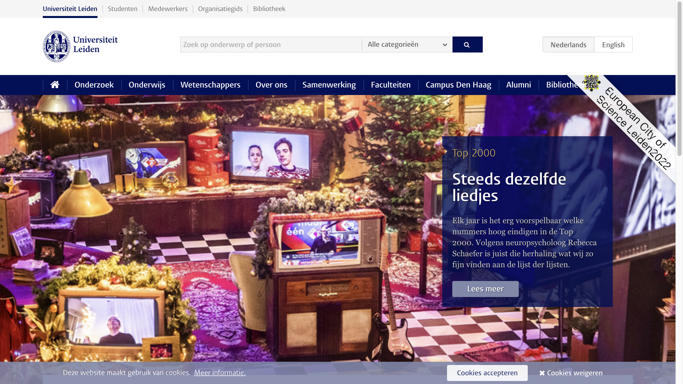 Universiteit Leiden
Studenten
Medewerkers
Organisatiegids
Bibliotheek
Universiteit
Leiden
Zoek op onderwerp of persoon
Alle categorieën
Nederlands
English
Onderzoek
Onderwijs
Wetenschappers
Over ons
Samenwerking
Faculteiten
Campus Den Haag
Alumni
European City of
Science Leiden2022
Top 2000
Steeds dezelfde
liedjes
Elk jaar is het erg voorspelbaar welke
nummers hoog eindigen in de Top
2000. Volgens neuropsycholoog Rebecca
Schaefer is juist die herhaling wat wij zo
fijn vinden aan de lijst der lijsten.
Lees meer
Deze website maakt gebruik van cookies. Meer informatie.
Cookies accepteren
Cookies weigeren